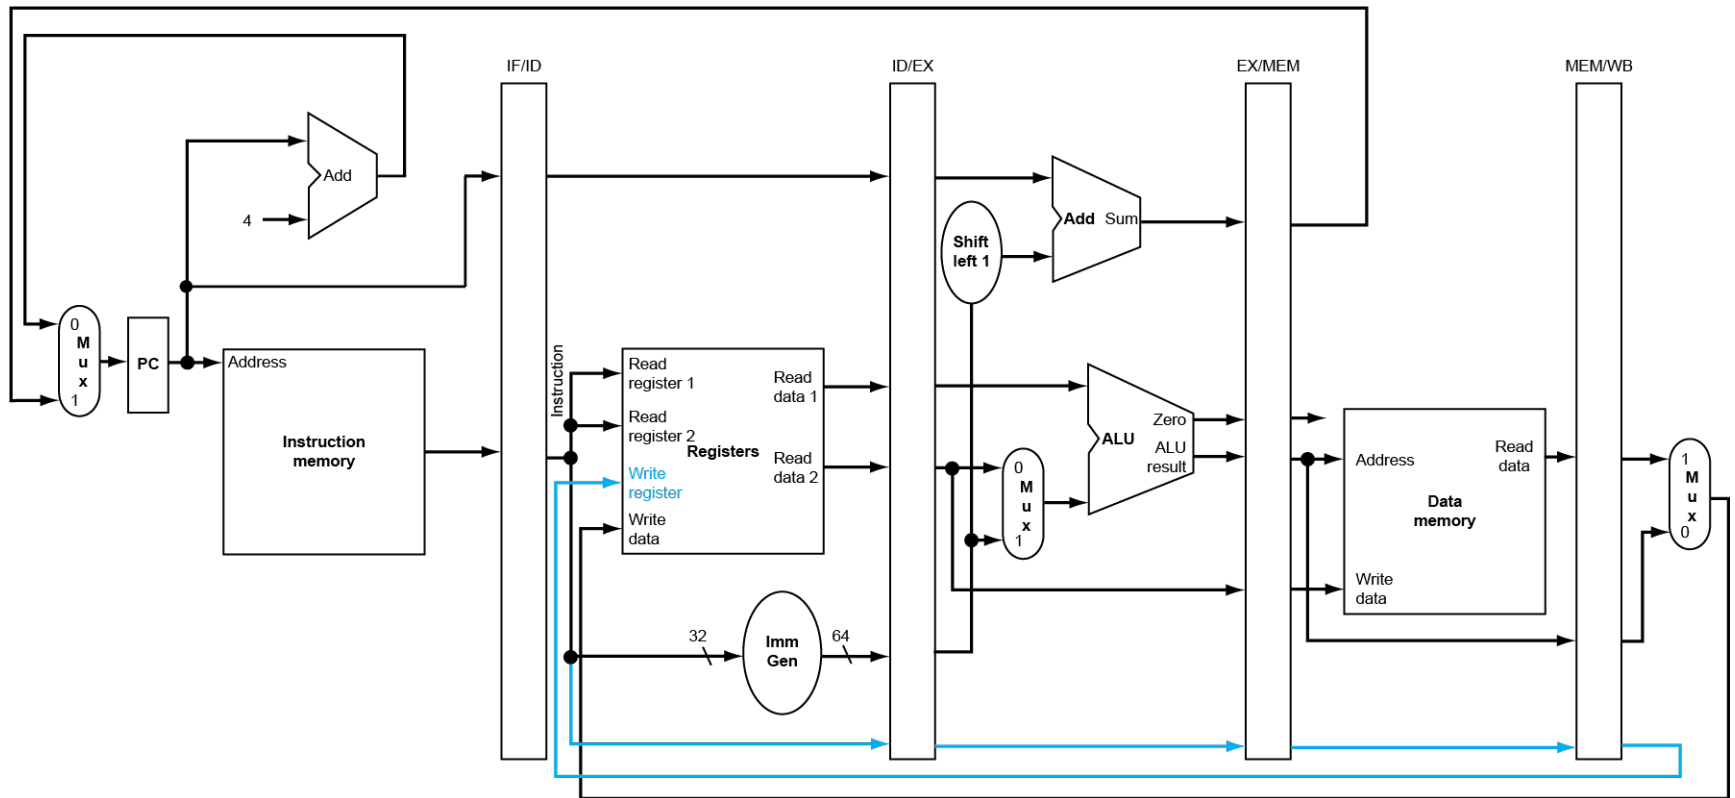 IF/ID
ID/EX
EX/MEM
MEM/WB
Add
4
Add Sum
Shift
left 1
0
M
u
x
1
PC
Address
Instruction
memory
Instruction
Read
register 1
Read
register 2
Write
register
Write
data
Registers
Read
data 1
Read
data 2
0
M
u
x
1
ALU
Zero
ALU
result
Address
Read
data
Data
memory
Write
data
1
M
u
x
0
32
Imm
Gen
64